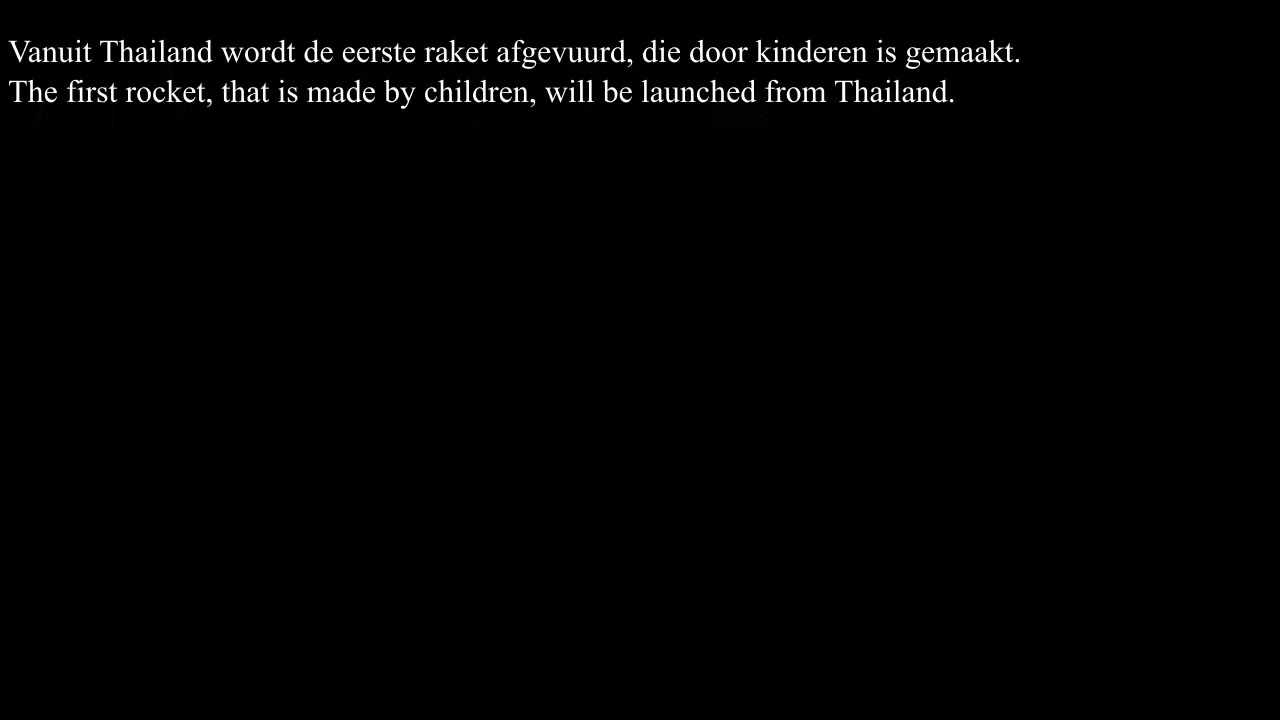 Vanuit Thailand wordt de eerste raket afgevuurd, die door kinderen is gemaakt.
The first rocket, that is made by children, will be launched from Thailand.